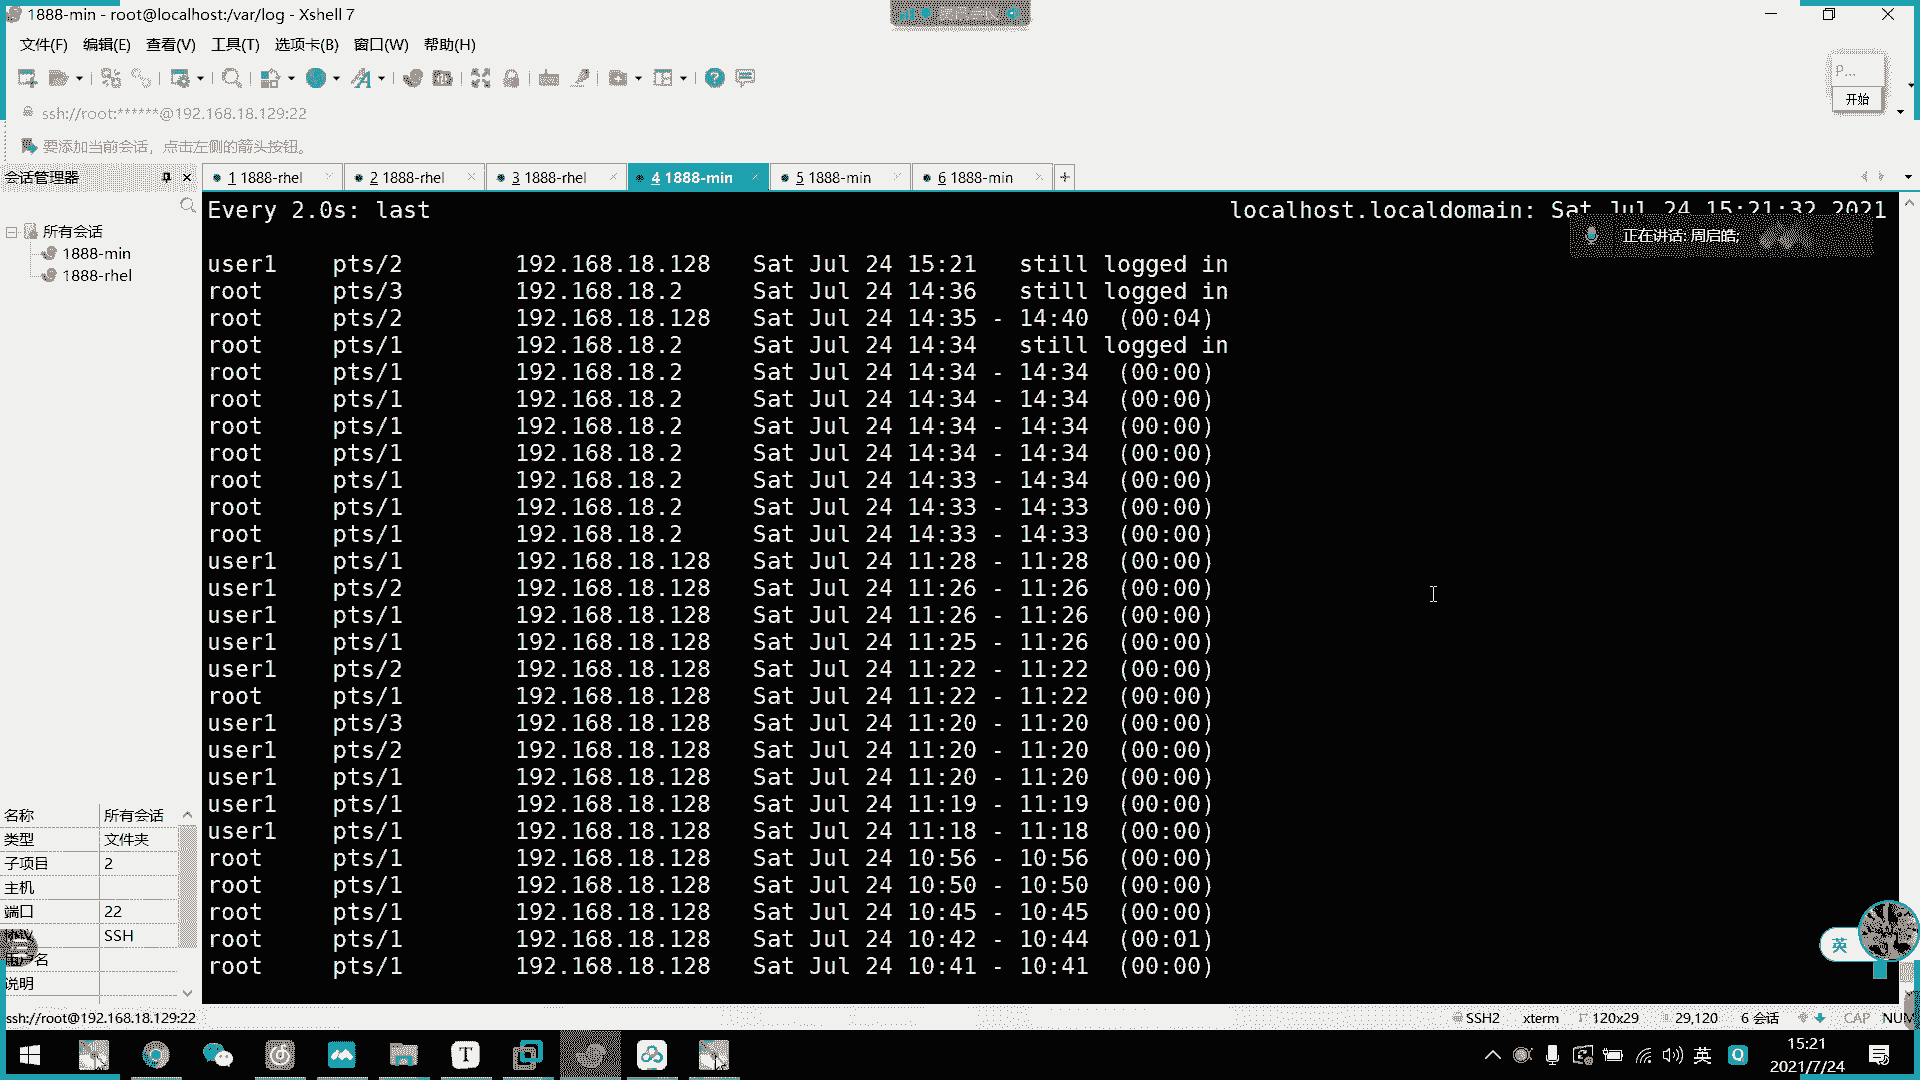 1888-min - root@localhost:/var/log - Xshell 7
文件(F) 编辑(E) 查看(V) 工具(T) 选项卡(B) 窗口(W) 帮助(H)
P...
开始
ssh://root:******@192.168.18.129:22
要添加当前会话，点击左侧的箭头按钮。
会话管理器
1 1888-rhel 2 1888-rhel 3 1888-rhel 4 1888-min 5 1888-min 6 1888-min
所有会话
1888-min
1888-rhel
Every 2.0s: last localhost.localdomain: Sat Jul 24 15:21:32 2021
正在讲话: 周启皓;
user1 pts/2 192.168.18.128 Sat Jul 24 15:21 still logged in
root pts/3 192.168.18.2 Sat Jul 24 14:36 still logged in
root pts/2 192.168.18.128 Sat Jul 24 14:35 - 14:40 (00:04)
root pts/1 192.168.18.2 Sat Jul 24 14:34 still logged in
root pts/1 192.168.18.2 Sat Jul 24 14:34 - 14:34 (00:00)
root pts/1 192.168.18.2 Sat Jul 24 14:34 - 14:34 (00:00)
root pts/1 192.168.18.2 Sat Jul 24 14:34 - 14:34 (00:00)
root pts/1 192.168.18.2 Sat Jul 24 14:34 - 14:34 (00:00)
root pts/1 192.168.18.2 Sat Jul 24 14:33 - 14:34 (00:00)
root pts/1 192.168.18.2 Sat Jul 24 14:33 - 14:33 (00:00)
root pts/1 192.168.18.2 Sat Jul 24 14:33 - 14:33 (00:00)
user1 pts/1 192.168.18.128 Sat Jul 24 11:28 - 11:28 (00:00)
user1 pts/2 192.168.18.128 Sat Jul 24 11:26 - 11:26 (00:00)
user1 pts/1 192.168.18.128 Sat Jul 24 11:26 - 11:26 (00:00)
user1 pts/1 192.168.18.128 Sat Jul 24 11:25 - 11:26 (00:00)
user1 pts/2 192.168.18.128 Sat Jul 24 11:22 - 11:22 (00:00)
root pts/1 192.168.18.128 Sat Jul 24 11:22 - 11:22 (00:00)
user1 pts/3 192.168.18.128 Sat Jul 24 11:20 - 11:20 (00:00)
user1 pts/2 192.168.18.128 Sat Jul 24 11:20 - 11:20 (00:00)
user1 pts/1 192.168.18.128 Sat Jul 24 11:20 - 11:20 (00:00)
user1 pts/1 192.168.18.128 Sat Jul 24 11:19 - 11:19 (00:00)
user1 pts/1 192.168.18.128 Sat Jul 24 11:18 - 11:18 (00:00)
root pts/1 192.168.18.128 Sat Jul 24 10:56 - 10:56 (00:00)
root pts/1 192.168.18.128 Sat Jul 24 10:50 - 10:50 (00:00)
root pts/1 192.168.18.128 Sat Jul 24 10:45 - 10:45 (00:00)
root pts/1 192.168.18.128 Sat Jul 24 10:42 - 10:44 (00:01)
root pts/1 192.168.18.128 Sat Jul 24 10:41 - 10:41 (00:00)
名称 所有会话
类型 文件夹
子项目 2
主机
端口 22
SSH
名
说明
英
ssh://root@192.168.18.129:22 SSH2 xterm 120x29 29,120 6 会话 CAP NUM
T
英
15:21
2021/7/24